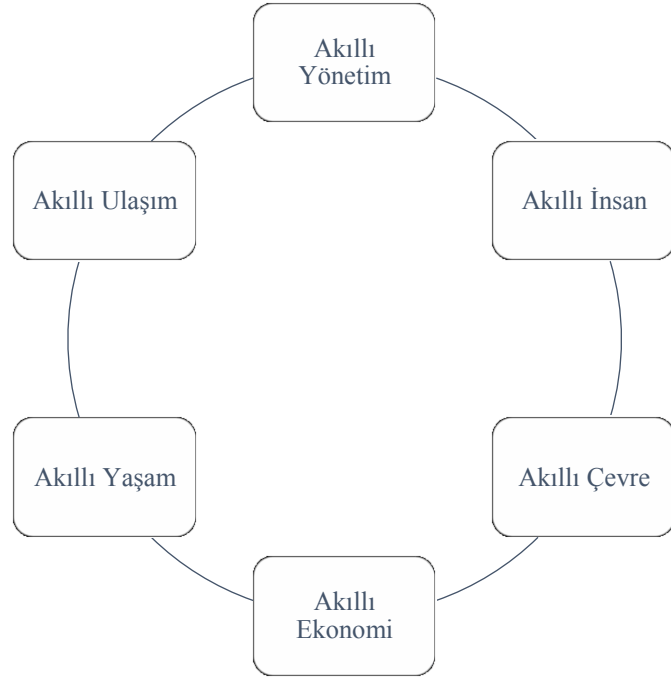 Akıllı
Yönetim
Akıllı Ulaşım
Akıllı İnsan
Akıllı Yaşam
Akıllı Çevre
Akıllı
Ekonomi